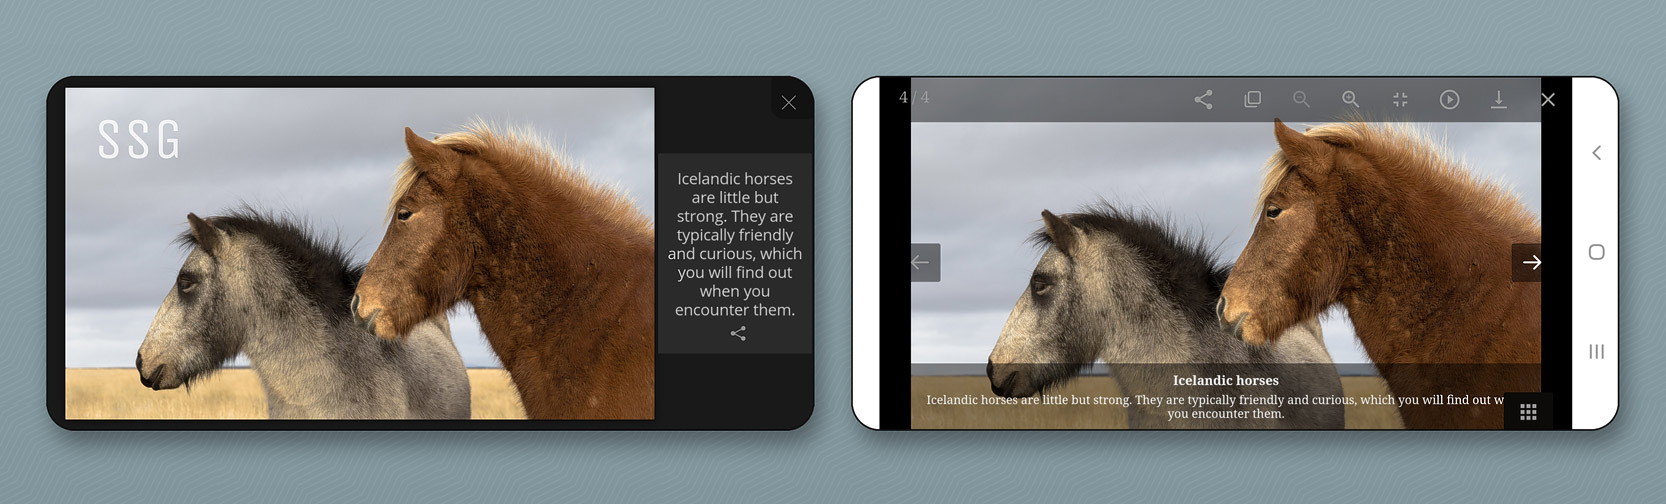 SSG
Icelandic horses
are little but
strong. They are
typically friendly
and curious, which
you will find out
when you
encounter them.
4 / 4
Icelandic horses
Icelandic horses are little but strong. They are typically friendly and curious, which you will find out w
you encounter them.